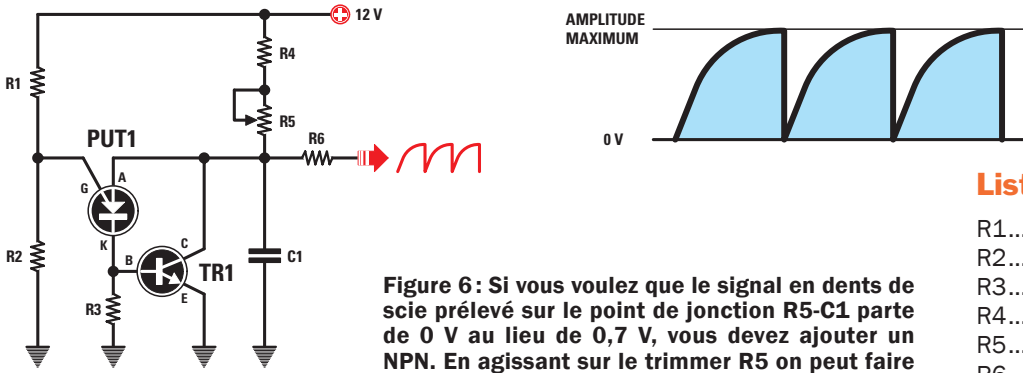 12 V
R4
R1
R5
PUT1
R6
G
A
K
R2
B
C
TR1
E
C1
R3
AMPLITUDE
MAXIMUM
0 V
Figure 6 : Si vous voulez que le signal en dents de
scie prélevé sur le point de jonction R5-C1 parte
de 0 V au lieu de 0,7 V, vous devez ajouter un
NPN. En agissant sur le trimmer R5 on peut faire
List
R1...
R2...
R3...
R4...
R5...